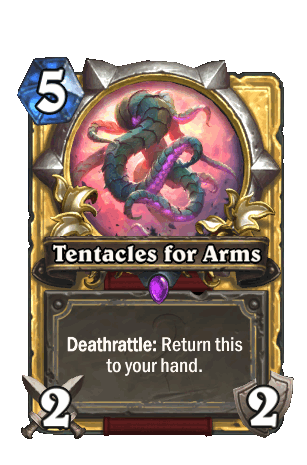 5
Tentacles for Arms
Deathrattle: Return this
to your hand.
2
2